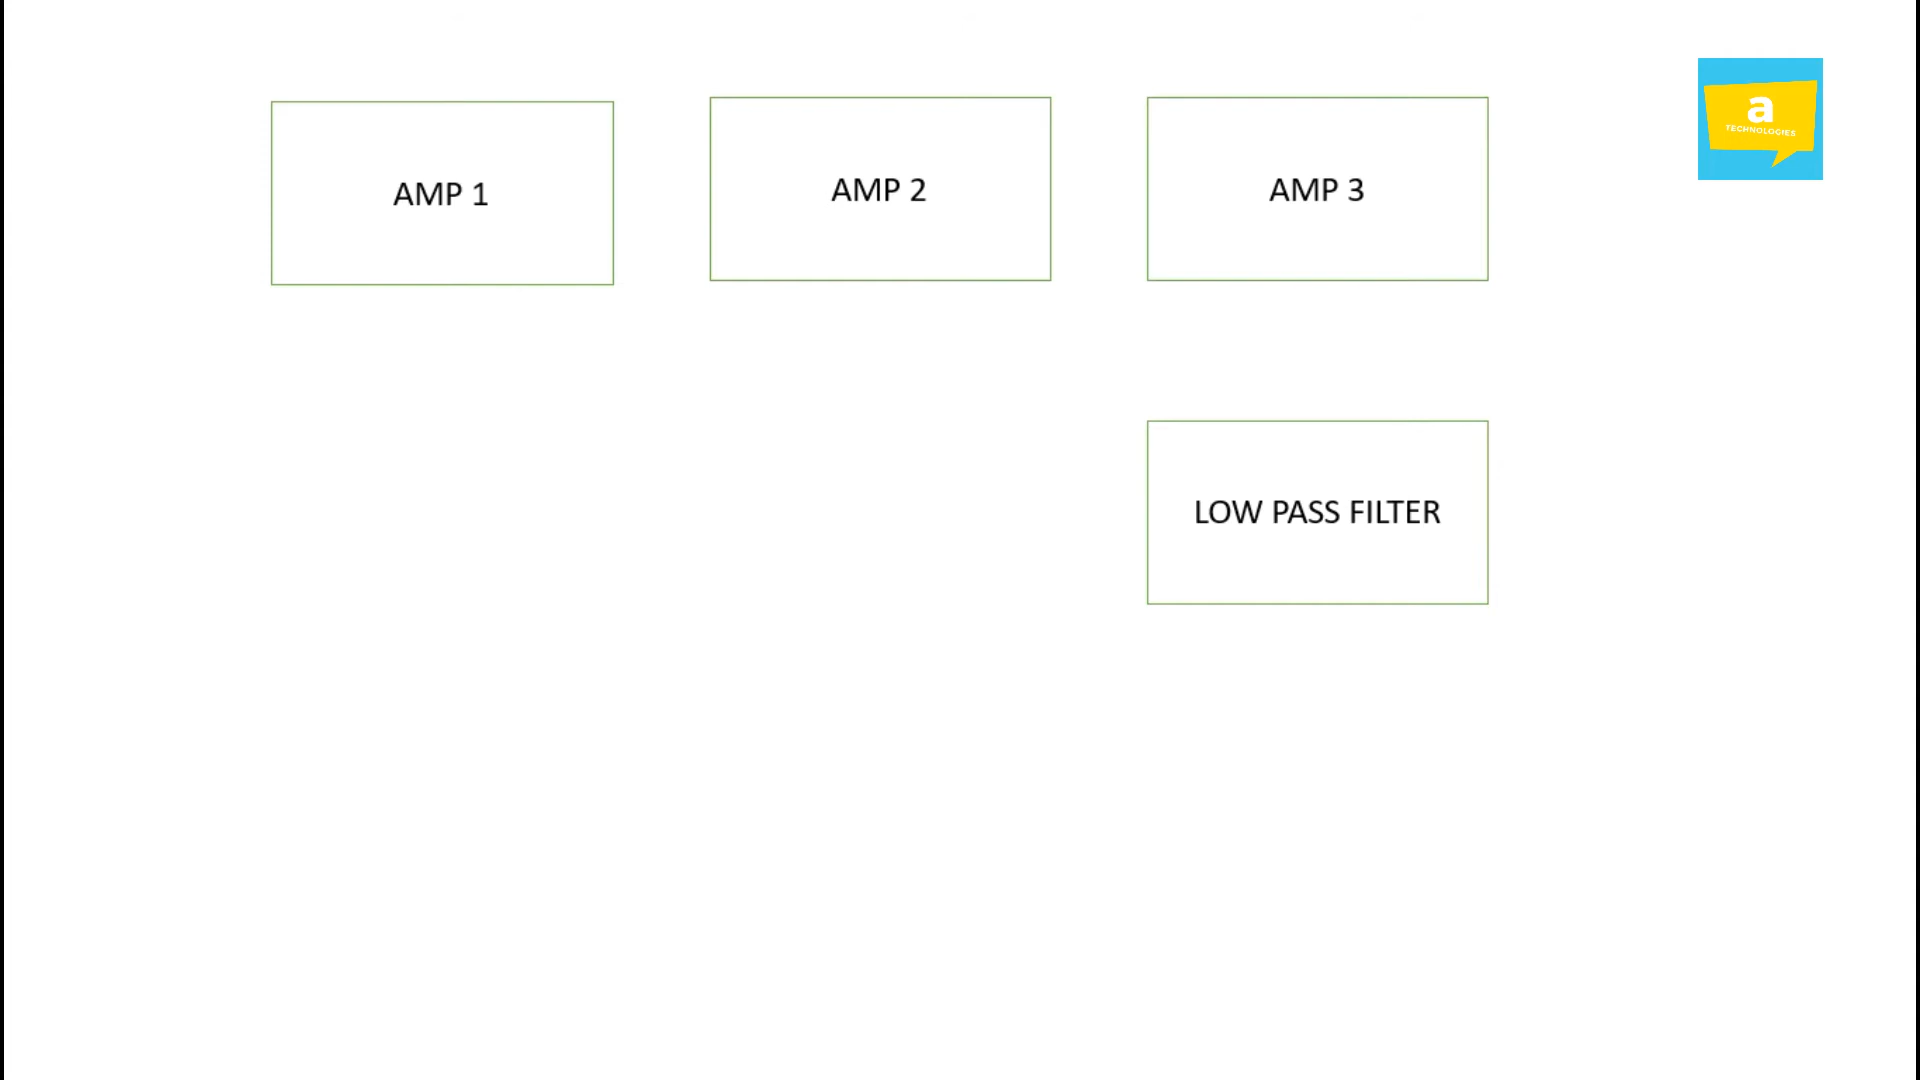 AMP 1
AMP 2
AMP 3
a
TECHNOLOGIES
LOW PASS FILTER